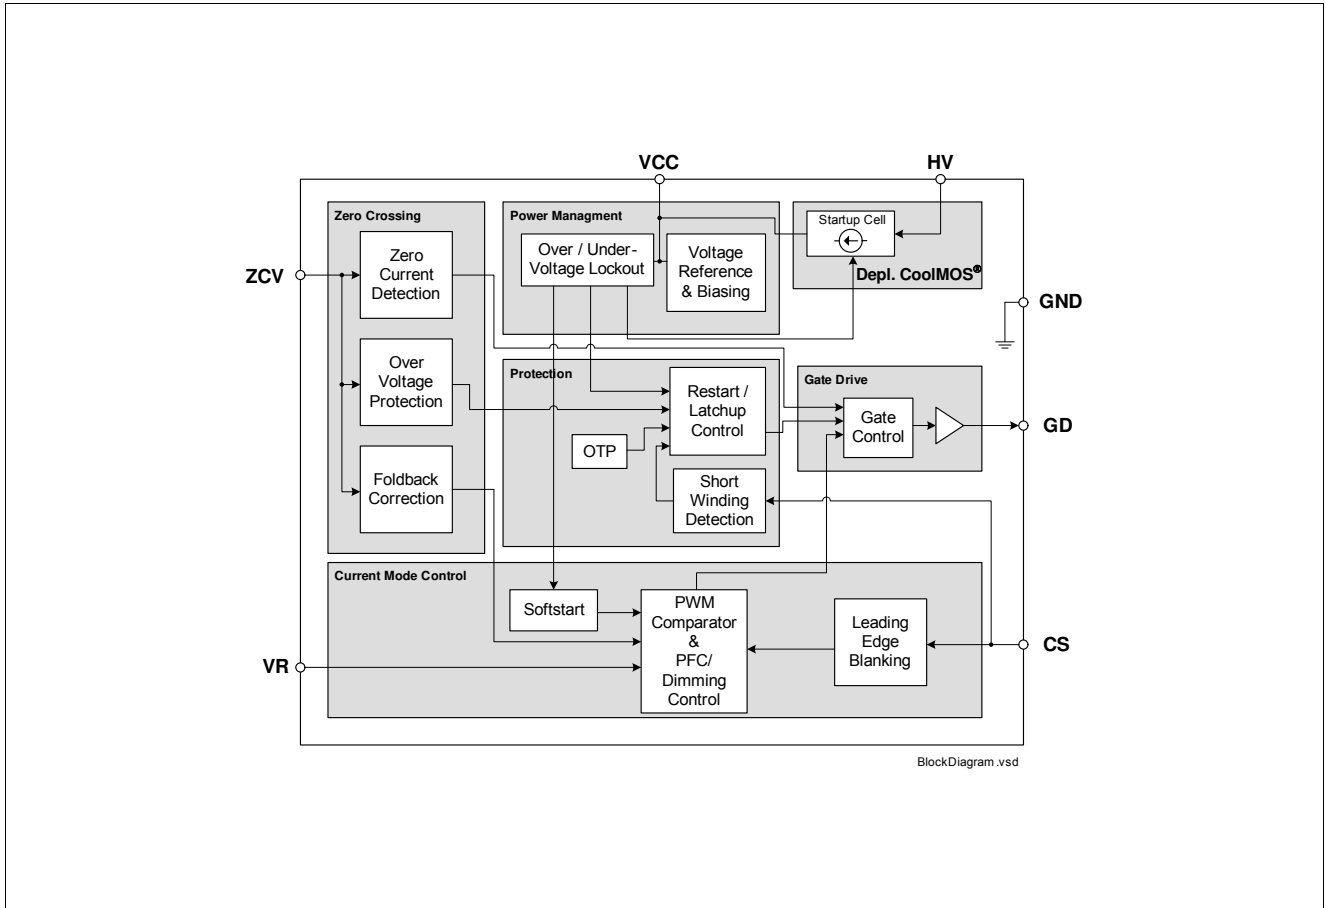 VCC
HV
Zero Crossing
Power Managment
Startup Cell
Zero
Current
Detection
Over / Under-
Voltage Lockout
Voltage
Reference
& Biasing
Depl. CoolMOS®
ZCV
GND
Over
Voltage
Protection
Protection
Restart /
Latchup
Control
Gate Drive
Gate
Control
GD
OTP
Foldback
Correction
Short
Winding
Detection
Current Mode Control
Softstart
PWM
Comparator
&
PFC/
Dimming
Control
Leading
Edge
Blanking
CS
VR
BlockDiagram.vsd